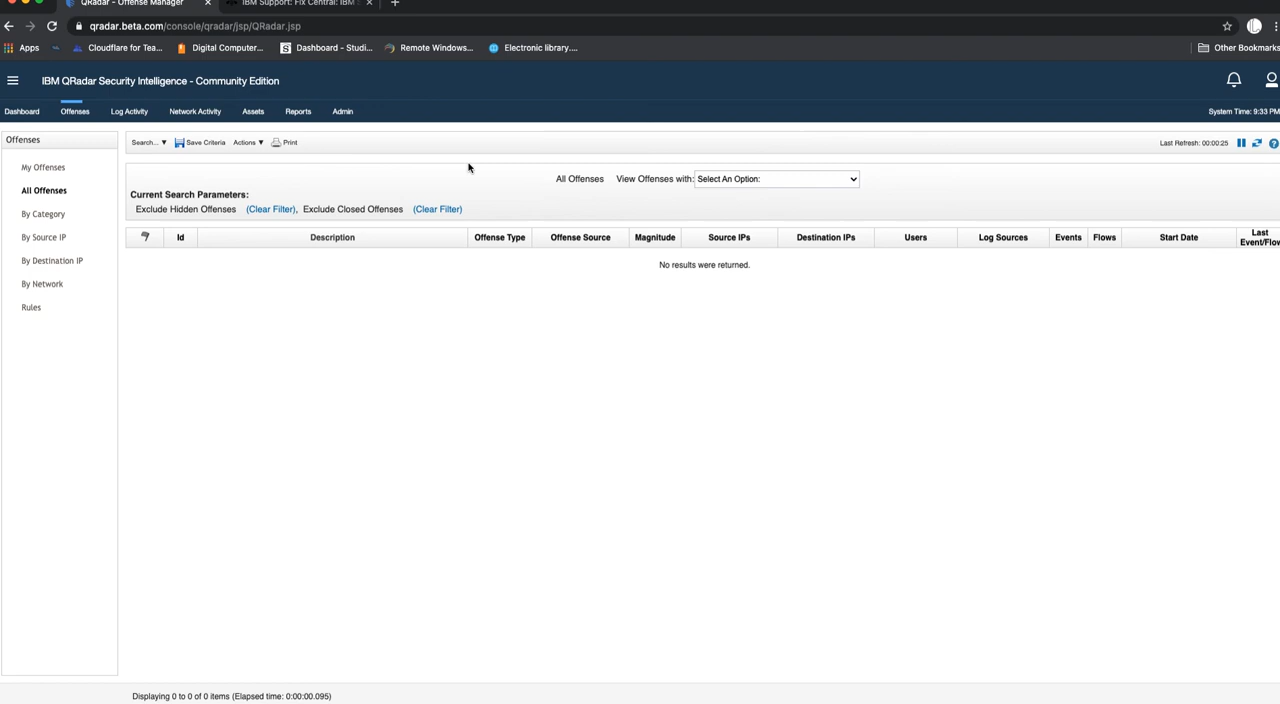 QRadar - Offense Manager
IBM Support: Fix Central: IBM
qradar.beta.com/console/qradar/jsp/QRadar.jsp
Apps Cloudflare for Tea... Digital Computer... Dashboard - Studi... Remote Windows... Electronic library.... Other Bookmarks
IBM QRadar Security Intelligence - Community Edition
Dashboard Offenses Log Activity Network Activity Assets Reports Admin System Time: 9:33 PM
Offenses
My Offenses
All Offenses
By Category
By Source IP
By Destination IP
By Network
Rules
Search... Save Criteria Actions Print Last Refresh: 00:00:25
All Offenses View Offenses with: Select An Option:
Current Search Parameters:
Exclude Hidden Offenses (Clear Filter), Exclude Closed Offenses (Clear Filter)
Id Description Offense Type Offense Source Magnitude Source IPs Destination IPs Users Log Sources Events Flows Start Date Last
Event/Flow
No results were returned.
Displaying 0 to 0 of 0 items (Elapsed time: 0:00:00.095)